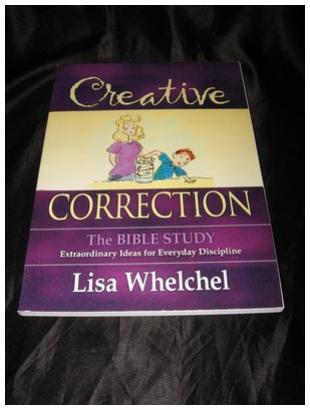 Creative
CORRECTION
The BIBLE STUDY
Extraordinary Ideas for Everyday Discipline
Lisa Whelchel